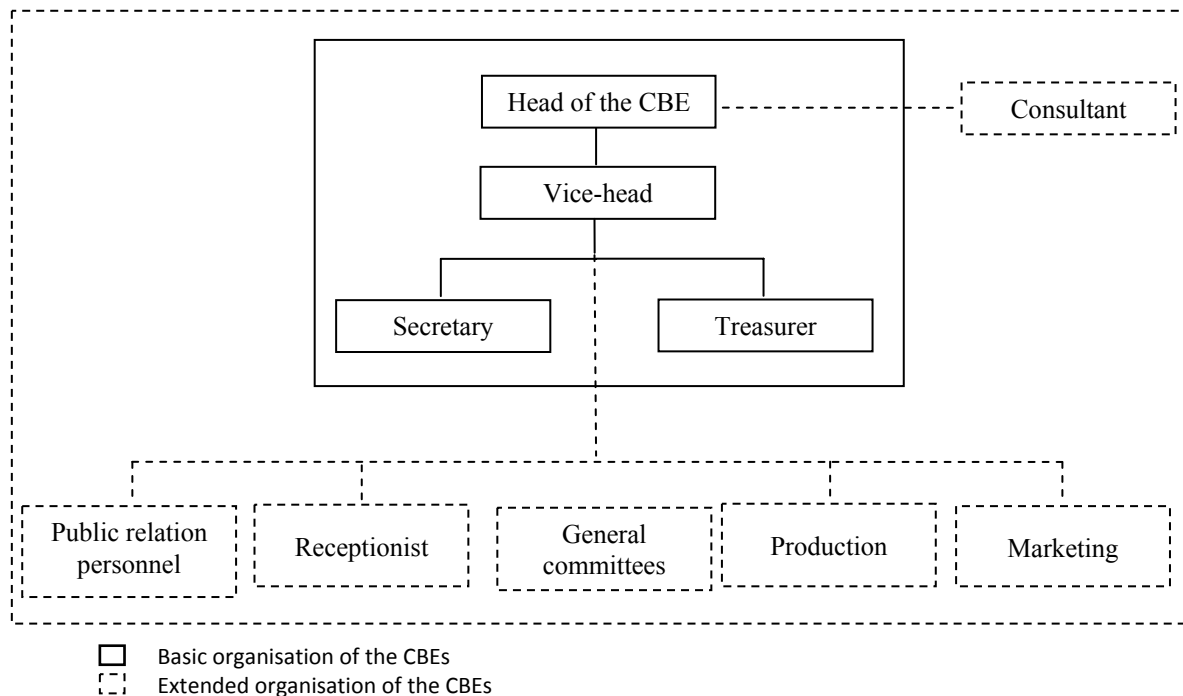 Head of the CBE
Consultant
Vice-head
Secretary
Treasurer
Public relation
personnel
Receptionist
General
committees
Production
Marketing
Basic organisation of the CBEs
Extended organisation of the CBEs